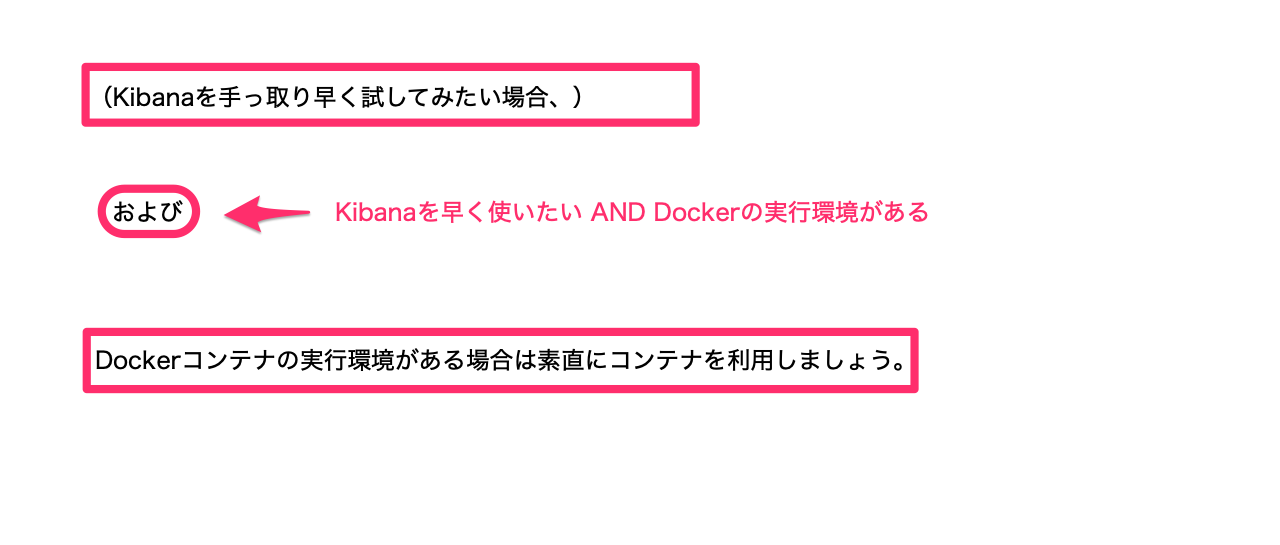 （Kibanaを手っ取り早く試してみたい場合、）
および
Kibanaを早く使いたい AND Dockerの実行環境がある
Dockerコンテナの実行環境がある場合は素直にコンテナを利用しましょう。